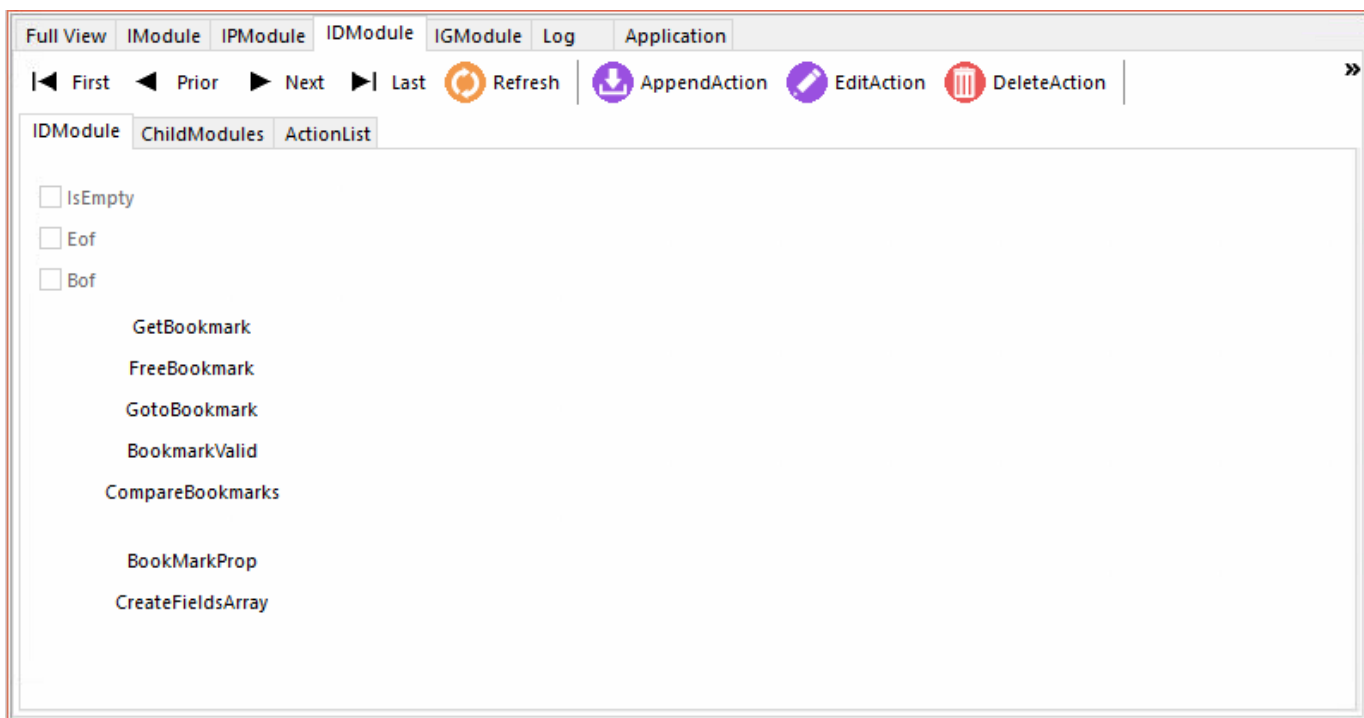 Full View IModule IPModule IDModule IGModule Log Application
First Prior Next Last Refresh AppendAction EditAction DeleteAction »
IDModule ChildModules ActionList
IsEmpty
Eof
Bof
GetBookmark
FreeBookmark
GotoBookmark
BookmarkValid
CompareBookmarks
BookMarkProp
CreateFieldsArray